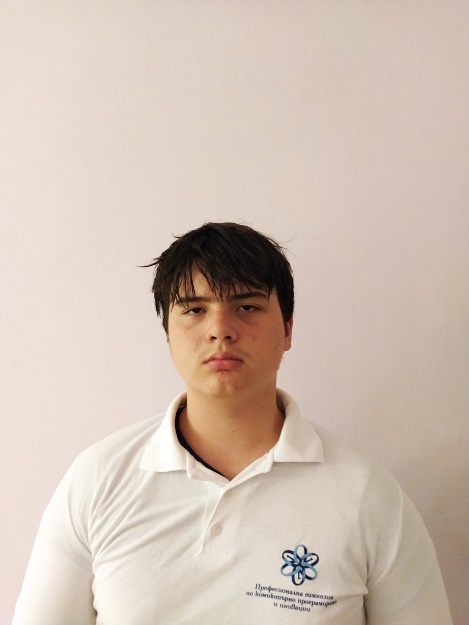 Професионална гимназия
по компютърно програмиране
и иновации